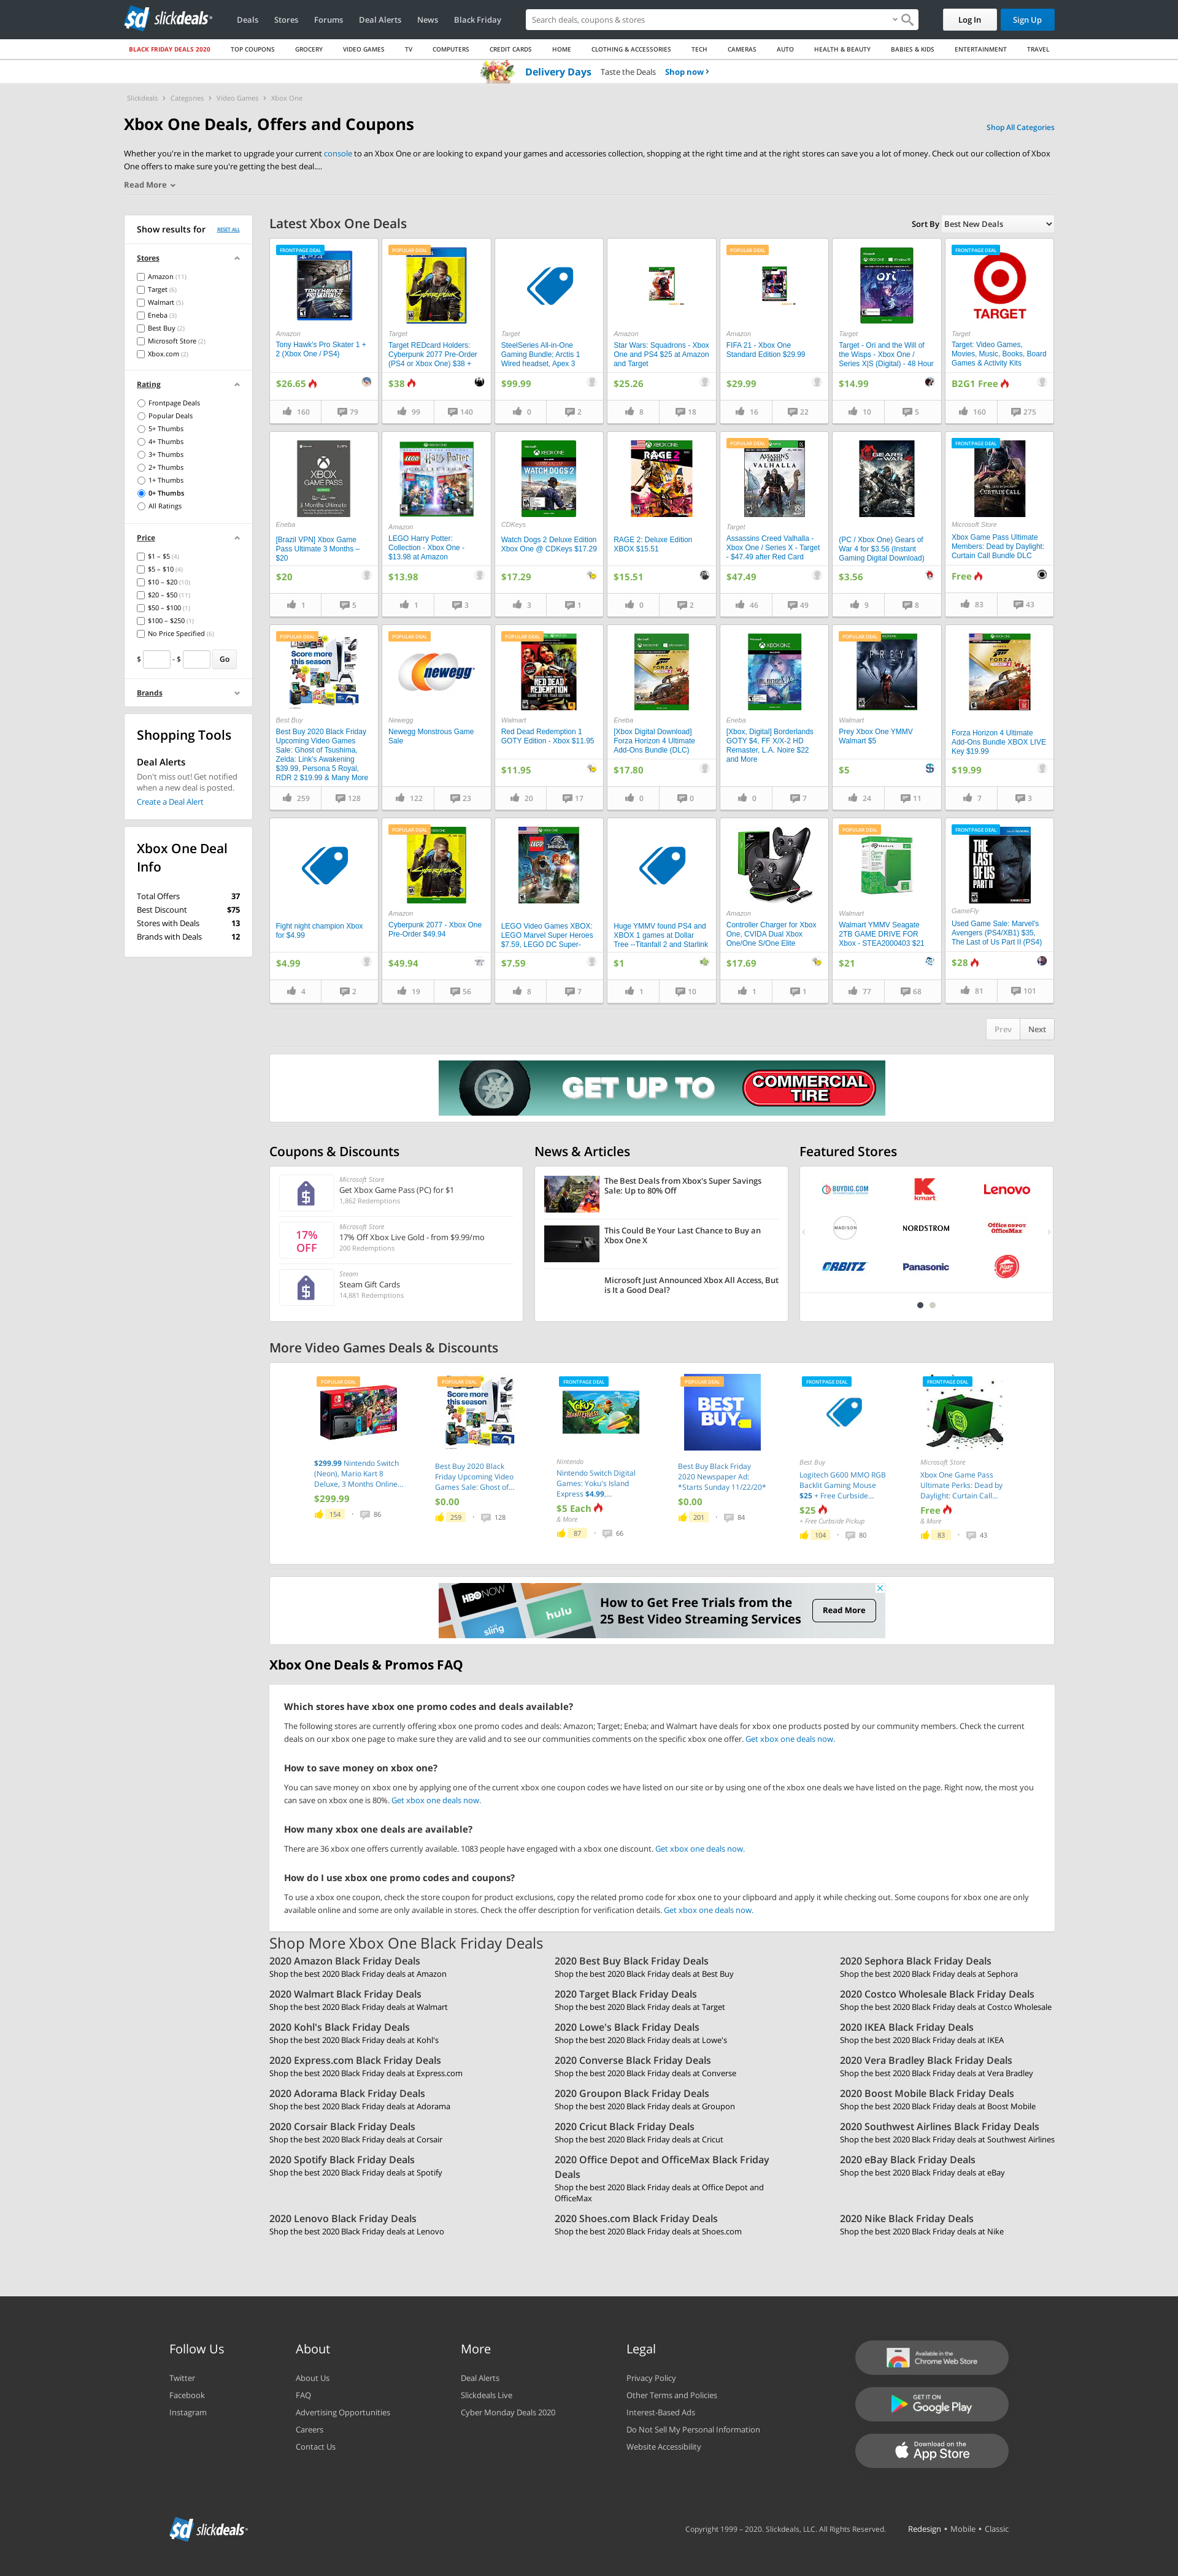 slickdeals
Deals
Stores
Forums
Deal Alerts
News
Black Friday
Search deals, coupons & stores
Log In
Sign Up
BLACK FRIDAY DEALS 2020
TOP COUPONS
GROCERY
VIDEO GAMES
TV
COMPUTERS
CREDIT CARDS
HOME
CLOTHING & ACCESSORIES
TECH
CAMERAS
AUTO
HEALTH & BEAUTY
BABIES & KIDS
ENTERTAINMENT
TRAVEL
Delivery Days Taste the Deals Shop now
Slickdeals › Categories › Video Games › Xbox One
Xbox One Deals, Offers and Coupons
Shop All Categories
Whether you're in the market to upgrade your current console to an Xbox One or are looking to expand your games and accessories collection, shopping at the right time and at the right stores can save you a lot of money. Check out our collection of Xbox
One offers to make sure you're getting the best deal....
Read More
Show results for
RESET ALL
Stores
Amazon (11)
Target (6)
Walmart (5)
Eneba (3)
Best Buy (2)
Microsoft Store (2)
Xbox.com (2)
Rating
Frontpage Deals
Popular Deals
5+ Thumbs
4+ Thumbs
3+ Thumbs
2+ Thumbs
1+ Thumbs
0+ Thumbs
All Ratings
Price
$1 – $5 (4)
$5 – $10 (4)
$10 – $20 (10)
$20 – $50 (11)
$50 – $100 (1)
$100 – $250 (1)
No Price Specified (6)
$ - $ Go
Brands
Shopping Tools
Deal Alerts
Don't miss out! Get notified
when a new deal is posted.
Create a Deal Alert
Xbox One Deal
Info
Total Offers 37
Best Discount $75
Stores with Deals 13
Brands with Deals 12
Latest Xbox One Deals
Sort By Best New Deals
FRONTPAGE DEAL
Amazon
Tony Hawk's Pro Skater 1 +
2 (Xbox One / PS4)
$26.65
160 79
POPULAR DEAL
Target
Target REDcard Holders:
Cyberpunk 2077 Pre-Order
(PS4 or Xbox One) $38 +
$38
99 140
Target
SteelSeries All-in-One
Gaming Bundle; Arctis 1
Wired headset, Apex 3
$99.99
0 2
Amazon
Star Wars: Squadrons - Xbox
One and PS4 $25 at Amazon
and Target
$25.26
8 18
POPULAR DEAL
Amazon
FIFA 21 - Xbox One
Standard Edition $29.99
$29.99
16 22
Target
Target - Ori and the Will of
the Wisps - Xbox One /
Series X|S (Digital) - 48 Hour
$14.99
10 5
FRONTPAGE DEAL
TARGET
Target
Target: Video Games,
Movies, Music, Books, Board
Games & Activity Kits
B2G1 Free
160 275
XBOX
GAME PASS
3 Months Ultimate
Eneba
[Brazil VPN] Xbox Game
Pass Ultimate 3 Months –
$20
$20
1 5
Amazon
LEGO Harry Potter:
Collection - Xbox One -
$13.98 at Amazon
$13.98
1 3
WATCH DOGS 2
CDKeys
Watch Dogs 2 Deluxe Edition
Xbox One @ CDKeys $17.29
$17.29
3 1
RAGE 2
RAGE 2: Deluxe Edition
XBOX $15.51
$15.51
0 2
POPULAR DEAL
ASSASSIN'S CREED
VALHALLA
Target
Assassins Creed Valhalla -
Xbox One / Series X - Target
- $47.49 after Red Card
$47.49
46 49
GEARS OF WAR
(PC / Xbox One) Gears of
War 4 for $3.56 (Instant
Gaming Digital Download)
$3.56
9 8
FRONTPAGE DEAL
CURTAIN CALL
Microsoft Store
Xbox Game Pass Ultimate
Members: Dead by Daylight:
Curtain Call Bundle DLC
Free
83 43
POPULAR DEAL
Score more
this season
Best Buy
Best Buy 2020 Black Friday
Upcoming Video Games
Sale: Ghost of Tsushima,
Zelda: Link's Awakening
$39.99, Persona 5 Royal,
RDR 2 $19.99 & Many More
259 128
POPULAR DEAL
newegg
Newegg
Newegg Monstrous Game
Sale
122 23
POPULAR DEAL
RED DEAD
REDEMPTION
Walmart
Red Dead Redemption 1
GOTY Edition - Xbox $11.95
$11.95
20 17
Eneba
[Xbox Digital Download]
Forza Horizon 4 Ultimate
Add-Ons Bundle (DLC)
$17.80
0 0
Eneba
[Xbox, Digital] Borderlands
GOTY $4, FF X/X-2 HD
Remaster, L.A. Noire $22
and More
0 7
POPULAR DEAL
PREY
Walmart
Prey Xbox One YMMV
Walmart $5
$5
24 11
Forza Horizon 4 Ultimate
Add-Ons Bundle XBOX LIVE
Key $19.99
$19.99
7 3
Fight night champion Xbox
for $4.99
$4.99
4 2
POPULAR DEAL
Amazon
Cyberpunk 2077 - Xbox One
Pre-Order $49.94
$49.94
19 56
LEGO Video Games XBOX:
LEGO Marvel Super Heroes
$7.59, LEGO DC Super-
$7.59
8 7
Huge YMMV found PS4 and
XBOX 1 games at Dollar
Tree --Titanfall 2 and Starlink
$1
1 10
Amazon
Controller Charger for Xbox
One, CVIDA Dual Xbox
One/One S/One Elite
$17.69
1 1
POPULAR DEAL
Walmart
Walmart YMMV Seagate
2TB GAME DRIVE FOR
Xbox - STEA2000403 $21
$21
77 68
FRONTPAGE DEAL
THE LAST OF US
PART II
GameFly
Used Game Sale: Marvel's
Avengers (PS4/XB1) $35,
The Last of Us Part II (PS4)
$28
81 101
Prev Next
GET UP TO COMMERCIAL TIRE
Coupons & Discounts
Microsoft Store
Get Xbox Game Pass (PC) for $1
1,862 Redemptions
17% OFF
Microsoft Store
17% Off Xbox Live Gold - from $9.99/mo
200 Redemptions
Steam
Steam Gift Cards
14,881 Redemptions
News & Articles
The Best Deals from Xbox's Super Savings
Sale: Up to 80% Off
This Could Be Your Last Chance to Buy an
Xbox One X
Microsoft Just Announced Xbox All Access, But
is It a Good Deal?
Featured Stores
BUYDIG.COM
Kmart
Lenovo
MADISON
NORDSTROM
Office DEPOT OfficeMax
ORBITZ
Panasonic
More Video Games Deals & Discounts
POPULAR DEAL
$299.99 Nintendo Switch
(Neon), Mario Kart 8
Deluxe, 3 Months Online...
$299.99
154 • 86
POPULAR DEAL
Score more
this season
Best Buy 2020 Black
Friday Upcoming Video
Games Sale: Ghost of...
$0.00
259 • 128
FRONTPAGE DEAL
Nintendo
Nintendo Switch Digital
Games: Yoku's Island
Express $4.99,...
$5 Each
& More
87 • 66
POPULAR DEAL
BEST BUY
Best Buy Black Friday
2020 Newspaper Ad:
*Starts Sunday 11/22/20*
$0.00
201 • 84
FRONTPAGE DEAL
Best Buy
Logitech G600 MMO RGB
Backlit Gaming Mouse
$25 + Free Curbside...
$25
+ Free Curbside Pickup
104 • 80
FRONTPAGE DEAL
Microsoft Store
Xbox One Game Pass
Ultimate Perks: Dead by
Daylight: Curtain Call...
Free
& More
83 • 43
HBO NOW
hulu
sling
How to Get Free Trials from the
25 Best Video Streaming Services
Read More
Xbox One Deals & Promos FAQ
Which stores have xbox one promo codes and deals available?
The following stores are currently offering xbox one promo codes and deals: Amazon; Target; Eneba; and Walmart have deals for xbox one products posted by our community members. Check the current
deals on our xbox one page to make sure they are valid and to see our communities comments on the specific xbox one offer. Get xbox one deals now.
How to save money on xbox one?
You can save money on xbox one by applying one of the current xbox one coupon codes we have listed on our site or by using one of the xbox one deals we have listed on the page. Right now, the most you
can save on xbox one is 80%. Get xbox one deals now.
How many xbox one deals are available?
There are 36 xbox one offers currently available. 1083 people have engaged with a xbox one discount. Get xbox one deals now.
How do I use xbox one promo codes and coupons?
To use a xbox one coupon, check the store coupon for product exclusions, copy the related promo code for xbox one to your clipboard and apply it while checking out. Some coupons for xbox one are only
available online and some are only available in stores. Check the offer description for verification details. Get xbox one deals now.
Shop More Xbox One Black Friday Deals
2020 Amazon Black Friday Deals
Shop the best 2020 Black Friday deals at Amazon
2020 Best Buy Black Friday Deals
Shop the best 2020 Black Friday deals at Best Buy
2020 Sephora Black Friday Deals
Shop the best 2020 Black Friday deals at Sephora
2020 Walmart Black Friday Deals
Shop the best 2020 Black Friday deals at Walmart
2020 Target Black Friday Deals
Shop the best 2020 Black Friday deals at Target
2020 Costco Wholesale Black Friday Deals
Shop the best 2020 Black Friday deals at Costco Wholesale
2020 Kohl's Black Friday Deals
Shop the best 2020 Black Friday deals at Kohl's
2020 Lowe's Black Friday Deals
Shop the best 2020 Black Friday deals at Lowe's
2020 IKEA Black Friday Deals
Shop the best 2020 Black Friday deals at IKEA
2020 Express.com Black Friday Deals
Shop the best 2020 Black Friday deals at Express.com
2020 Converse Black Friday Deals
Shop the best 2020 Black Friday deals at Converse
2020 Vera Bradley Black Friday Deals
Shop the best 2020 Black Friday deals at Vera Bradley
2020 Adorama Black Friday Deals
Shop the best 2020 Black Friday deals at Adorama
2020 Groupon Black Friday Deals
Shop the best 2020 Black Friday deals at Groupon
2020 Boost Mobile Black Friday Deals
Shop the best 2020 Black Friday deals at Boost Mobile
2020 Corsair Black Friday Deals
Shop the best 2020 Black Friday deals at Corsair
2020 Cricut Black Friday Deals
Shop the best 2020 Black Friday deals at Cricut
2020 Southwest Airlines Black Friday Deals
Shop the best 2020 Black Friday deals at Southwest Airlines
2020 Spotify Black Friday Deals
Shop the best 2020 Black Friday deals at Spotify
2020 Office Depot and OfficeMax Black Friday
Deals
Shop the best 2020 Black Friday deals at Office Depot and
OfficeMax
2020 eBay Black Friday Deals
Shop the best 2020 Black Friday deals at eBay
2020 Lenovo Black Friday Deals
Shop the best 2020 Black Friday deals at Lenovo
2020 Shoes.com Black Friday Deals
Shop the best 2020 Black Friday deals at Shoes.com
2020 Nike Black Friday Deals
Shop the best 2020 Black Friday deals at Nike
Follow Us
Twitter
Facebook
Instagram
About
About Us
FAQ
Advertising Opportunities
Careers
Contact Us
More
Deal Alerts
Slickdeals Live
Cyber Monday Deals 2020
Legal
Privacy Policy
Other Terms and Policies
Interest-Based Ads
Do Not Sell My Personal Information
Website Accessibility
Available in the
Chrome Web Store
GET IT ON
Google Play
Download on the
App Store
slickdeals
Copyright 1999 – 2020. Slickdeals, LLC. All Rights Reserved.
Redesign • Mobile • Classic